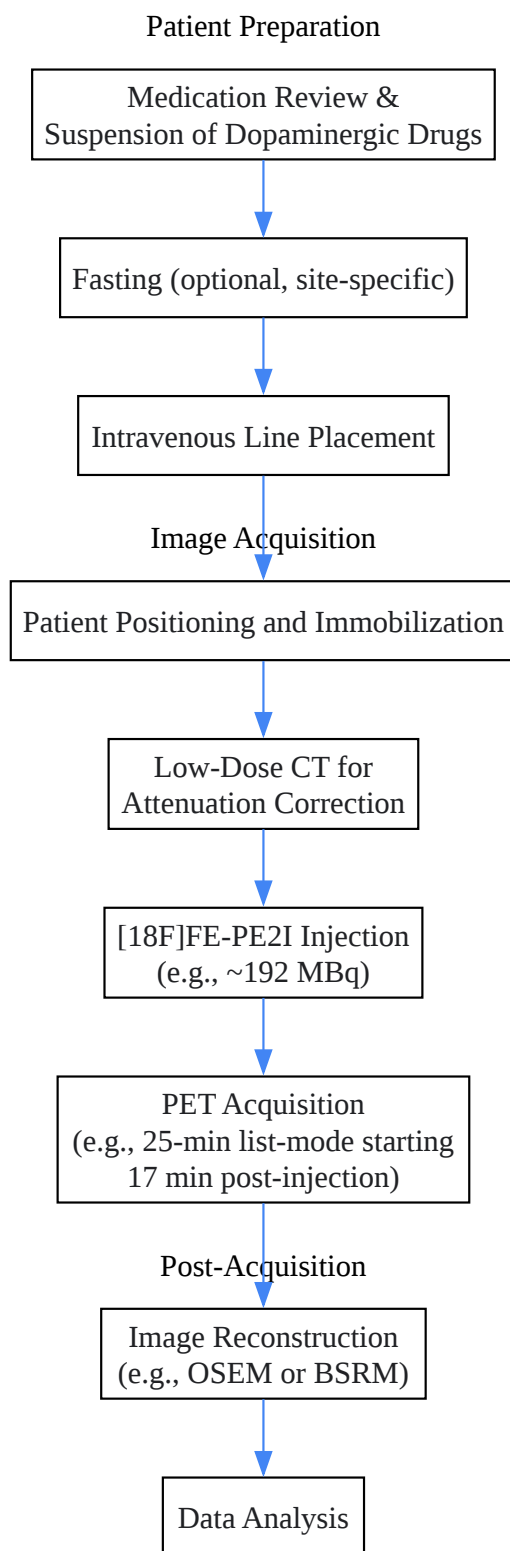 Patient Preparation
Medication Review &
Suspension of Dopaminergic Drugs
Fasting (optional, site-specific)
Intravenous Line Placement
Image Acquisition
Patient Positioning and Immobilization
Low-Dose CT for
Attenuation Correction
[18F]FE-PE2I Injection
(e.g., ~192 MBq)
PET Acquisition
(e.g., 25-min list-mode starting
17 min post-injection)
Post-Acquisition
Image Reconstruction
(e.g., OSEM or BSRM)
Data Analysis